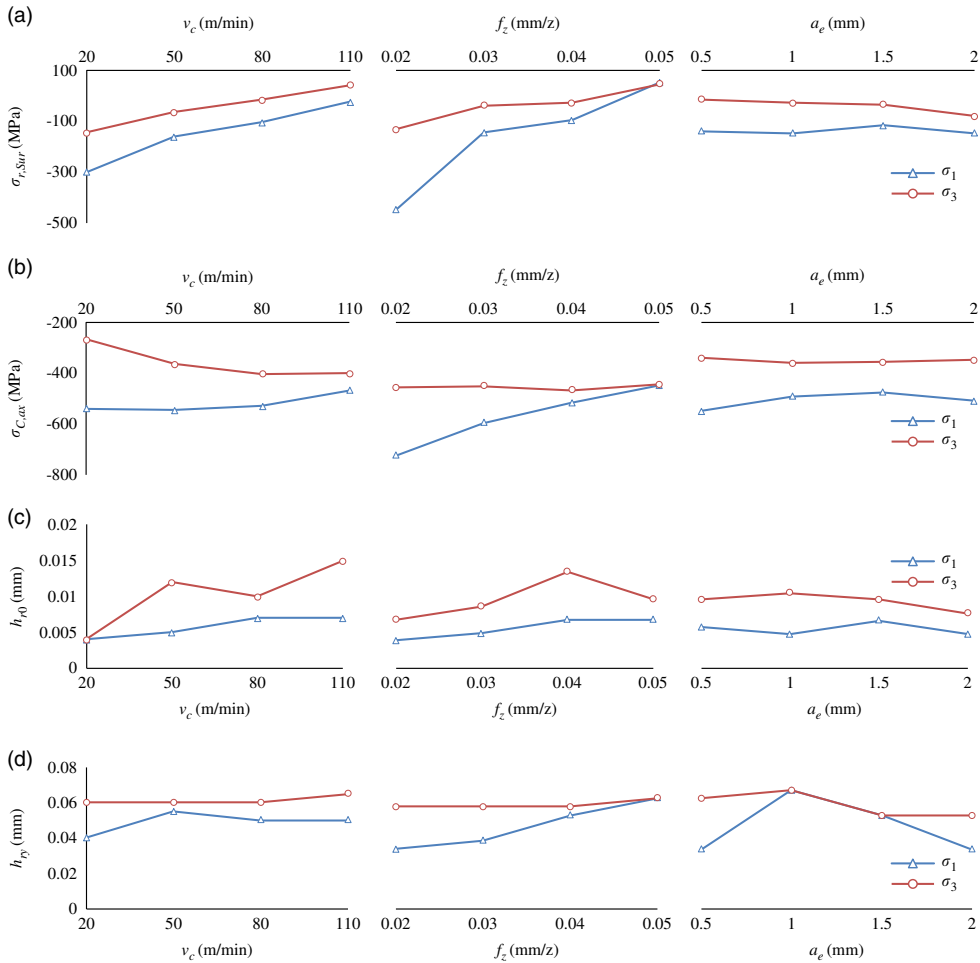 (a)
v_c (m/min) f_z (mm/z) a_e (mm)
20 50 80 110 0.02 0.03 0.04 0.05 0.5 1 1.5 2
σ_r,Sur (MPa)
100
-100
-300
-500
σ_1
σ_3
(b)
v_c (m/min) f_z (mm/z) a_e (mm)
20 50 80 110 0.02 0.03 0.04 0.05 0.5 1 1.5 2
σ_C,ax (MPa)
-200
-400
-600
-800
σ_1
σ_3
(c)
h_r0 (mm)
0.02
0.015
0.01
0.005
0
σ_1
σ_3
20 50 80 110 0.02 0.03 0.04 0.05 0.5 1 1.5 2
v_c (m/min) f_z (mm/z) a_e (mm)
(d)
h_ry (mm)
0.08
0.06
0.04
0.02
0
σ_1
σ_3
20 50 80 110 0.02 0.03 0.04 0.05 0.5 1 1.5 2
v_c (m/min) f_z (mm/z) a_e (mm)